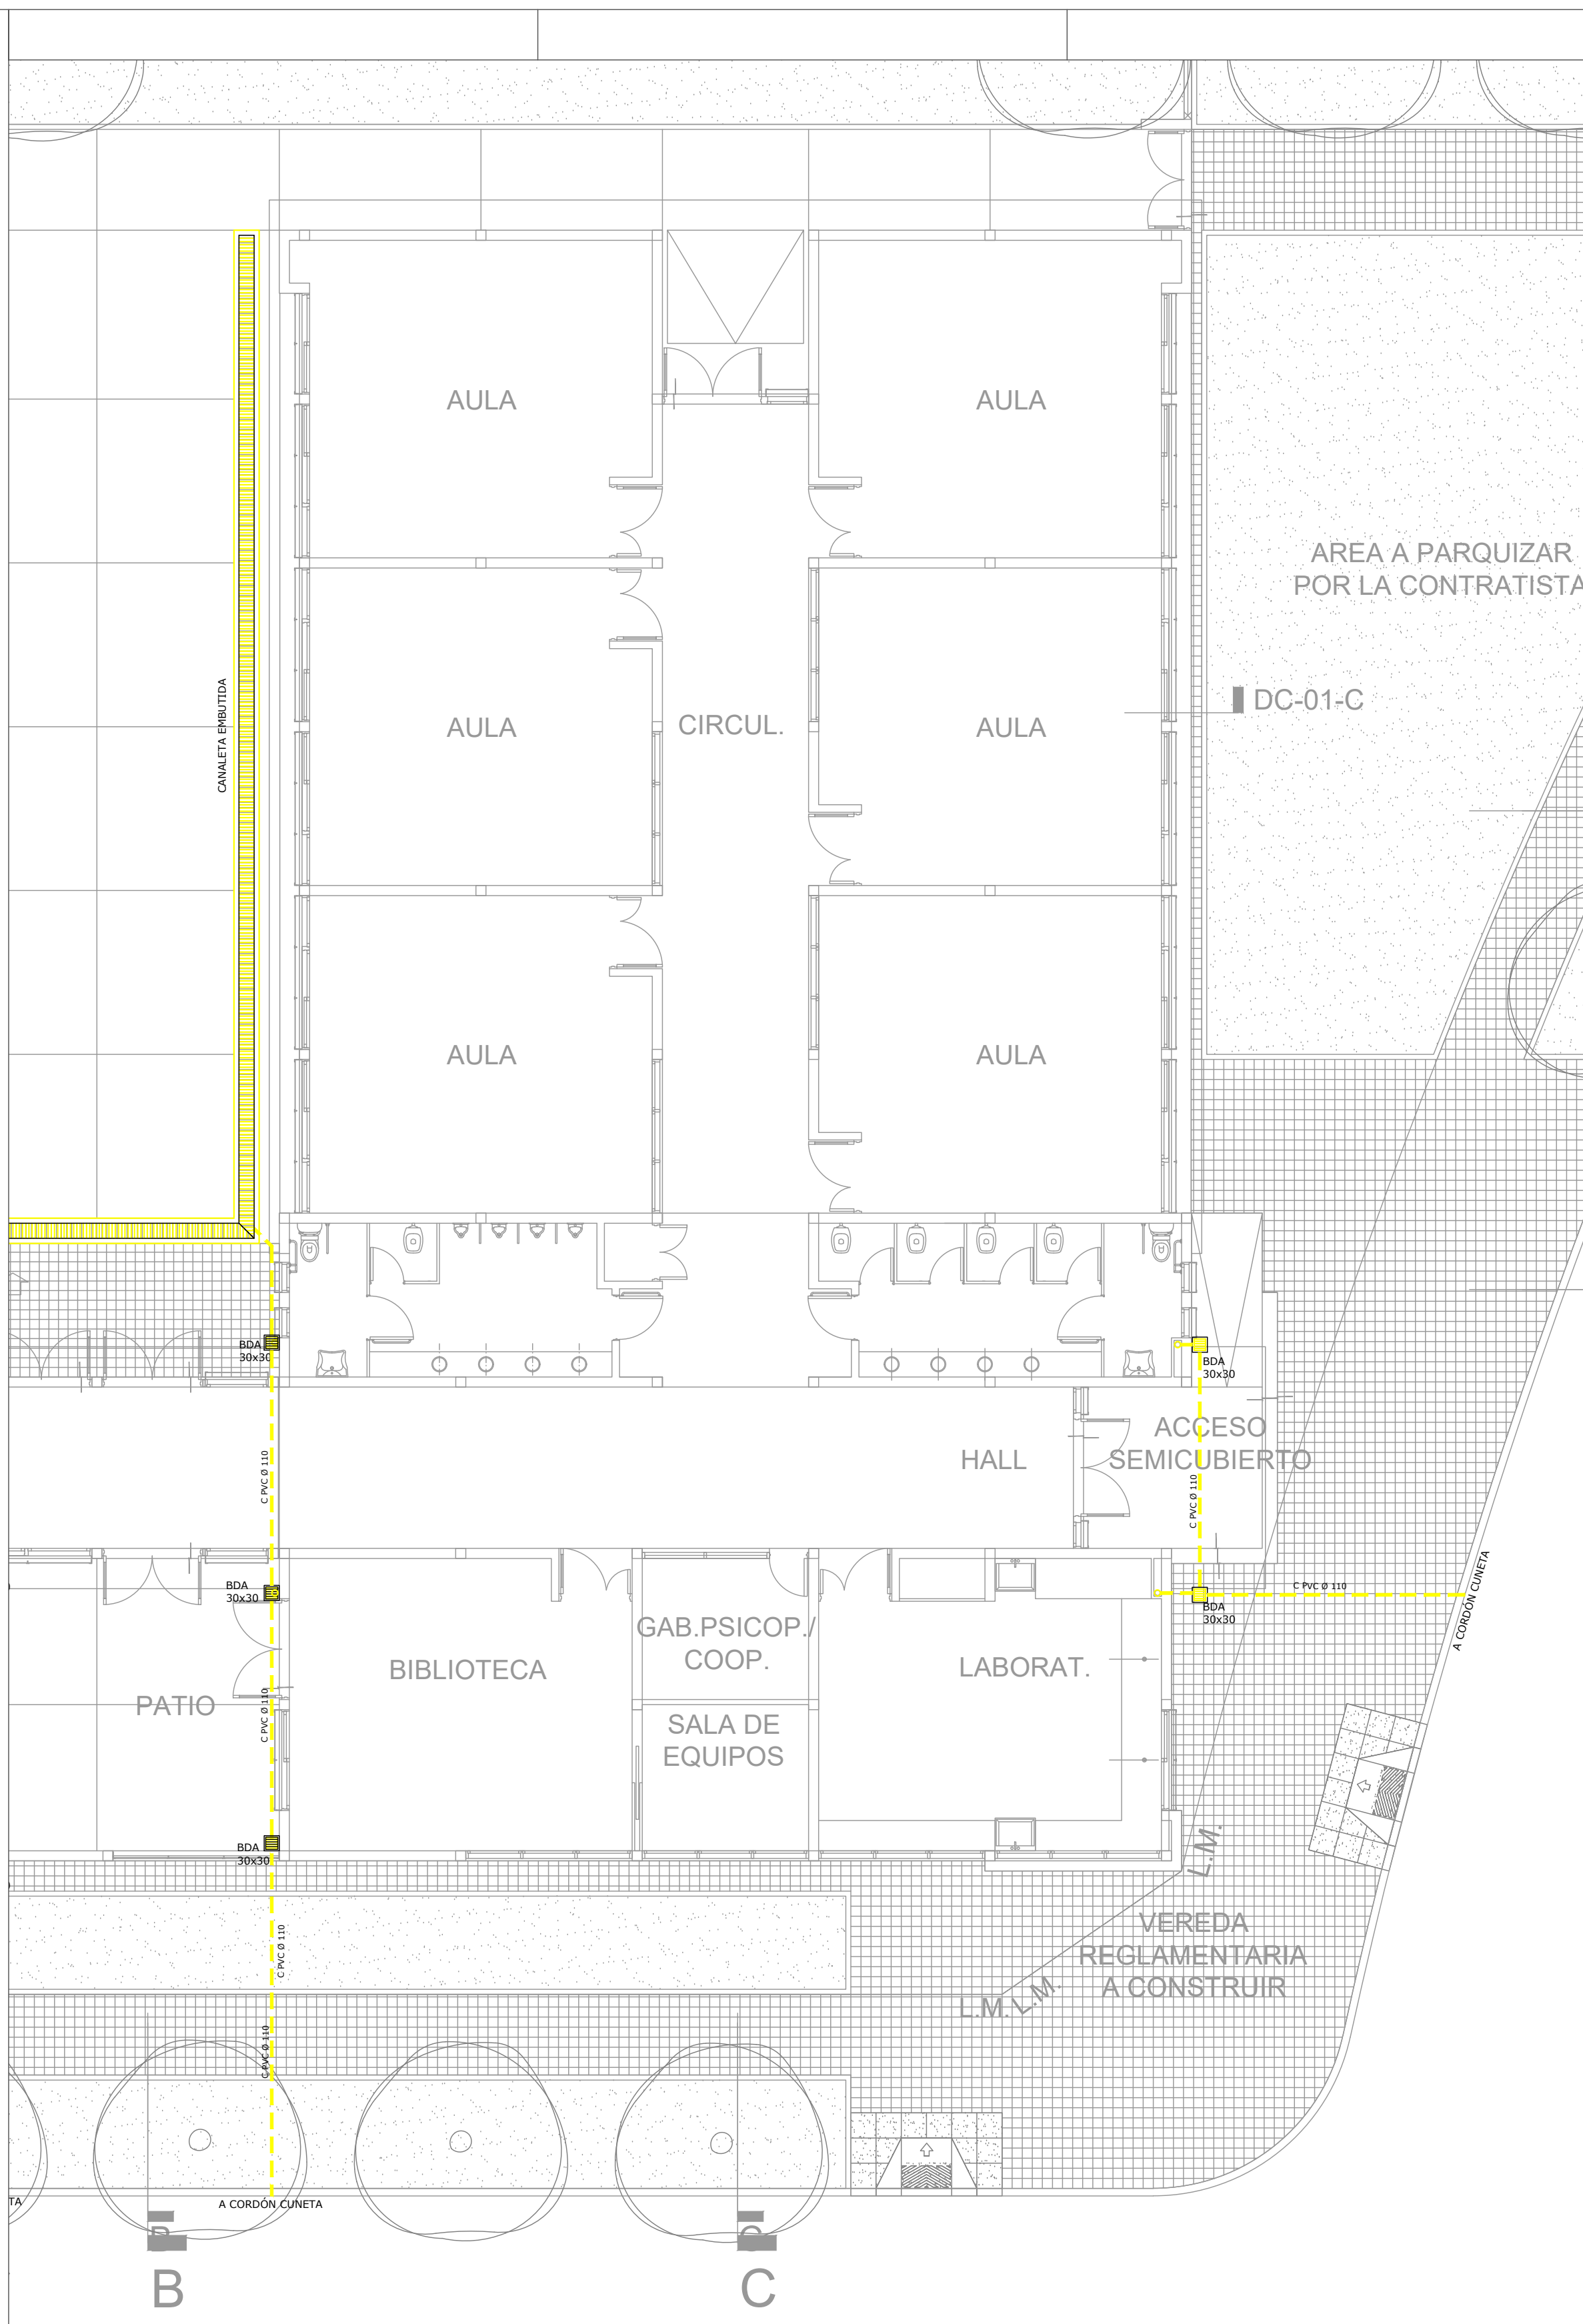 AULA
AULA
AREA A PARQUIZAR
POR LA CONTRATISTA
CANALETA EMBUTIDA
DC-01-C
AULA
CIRCUL.
AULA
AULA
AULA
BDA
30x30
BDA
30x30
C PVC Ø 110
HALL
ACCESO
SEMICUBIERTO
C PVC Ø 110
BDA
30x30
C PVC Ø 110
BDA
30x30
A CORDÓN CUNETA
GAB.PSICOP./
COOP.
BIBLIOTECA
LABORAT.
PATIO
C PVC Ø 110
SALA DE
EQUIPOS
BDA
30x30
L.M.
VEREDA
REGLAMENTARIA
A CONSTRUIR
C PVC Ø 110
L.M.
L.M.
C PVC Ø 110
TA
A CORDÓN CUNETA
B
C